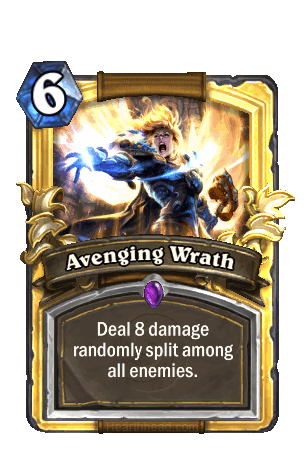 6
Avenging Wrath
Deal 8 damage
randomly split among
all enemies.